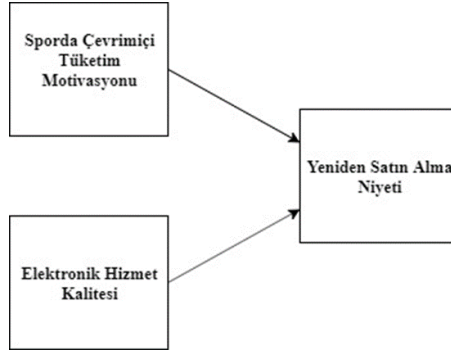 Sporda Çevrimiçi
Tüketim
Motivasyonu
Yeniden Satın Alma
Niyeti
Elektronik Hizmet
Kalitesi